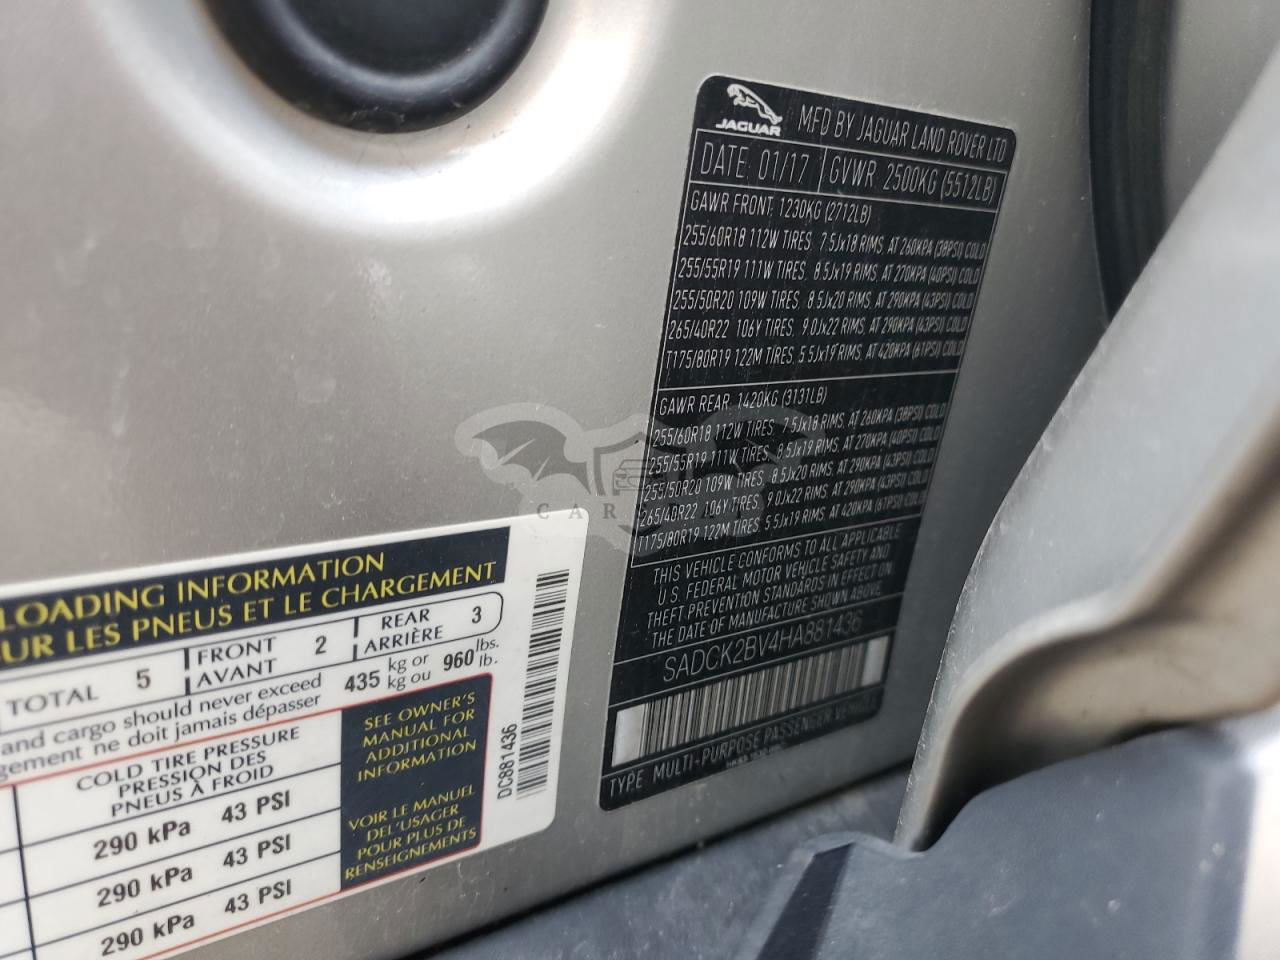 JAGUAR
MFD BY JAGUAR LAND ROVER LTD
DATE 01/17 GVWR 2500KG (5512LB)
GAWR FRONT 1230KG (2712LB)
255/60R18 112W TIRES, 7.5Jx18 RIMS, AT 260KPA (38PSI) COLD
255/55R19 111W TIRES, 8.5Jx19 RIMS, AT 270KPA (40PSI) COLD
255/50R20 109W TIRES, 8.5Jx20 RIMS, AT 290KPA (43PSI) COLD
265/40R22 106Y TIRES, 9.0Jx22 RIMS, AT 290KPA (43PSI) COLD
T175/80R19 122M TIRES, 5.5Jx19 RIMS, AT 420KPA (61PSI) COLD
GAWR REAR 1420KG (3131LB)
255/60R18 112W TIRES, 7.5Jx18 RIMS, AT 260KPA (38PSI) COLD
255/55R19 111W TIRES, 8.5Jx19 RIMS, AT 270KPA (40PSI) COLD
255/50R20 109W TIRES, 8.5Jx20 RIMS, AT 290KPA (43PSI) COLD
265/40R22 106Y TIRES, 9.0Jx22 RIMS, AT 290KPA (43PSI) COLD
T175/80R19 122M TIRES, 5.5Jx19 RIMS, AT 420KPA (61PSI) COLD
THIS VEHICLE CONFORMS TO ALL APPLICABLE
U.S. FEDERAL MOTOR VEHICLE SAFETY AND
THEFT PREVENTION STANDARDS IN EFFECT ON
THE DATE OF MANUFACTURE SHOWN ABOVE
SADCK2BV4HA881436
TYPE MULTI-PURPOSE PASSENGER VEHICLE
LOADING INFORMATION
UR LES PNEUS ET LE CHARGEMENT
TOTAL 5 FRONT AVANT 2 REAR ARRIÈRE 3
and cargo should never exceed
gement ne doit jamais dépasser
435 kg or kg ou 960 lbs. lb.
COLD TIRE PRESSURE
PRESSION DES
PNEUS À FROID
290 kPa 43 PSI
290 kPa 43 PSI
290 kPa 43 PSI
SEE OWNER'S
MANUAL FOR
ADDITIONAL
INFORMATION
VOIR LE MANUEL
DEL'USAGER
POUR PLUS DE
RENSEIGNEMENTS
DC881436